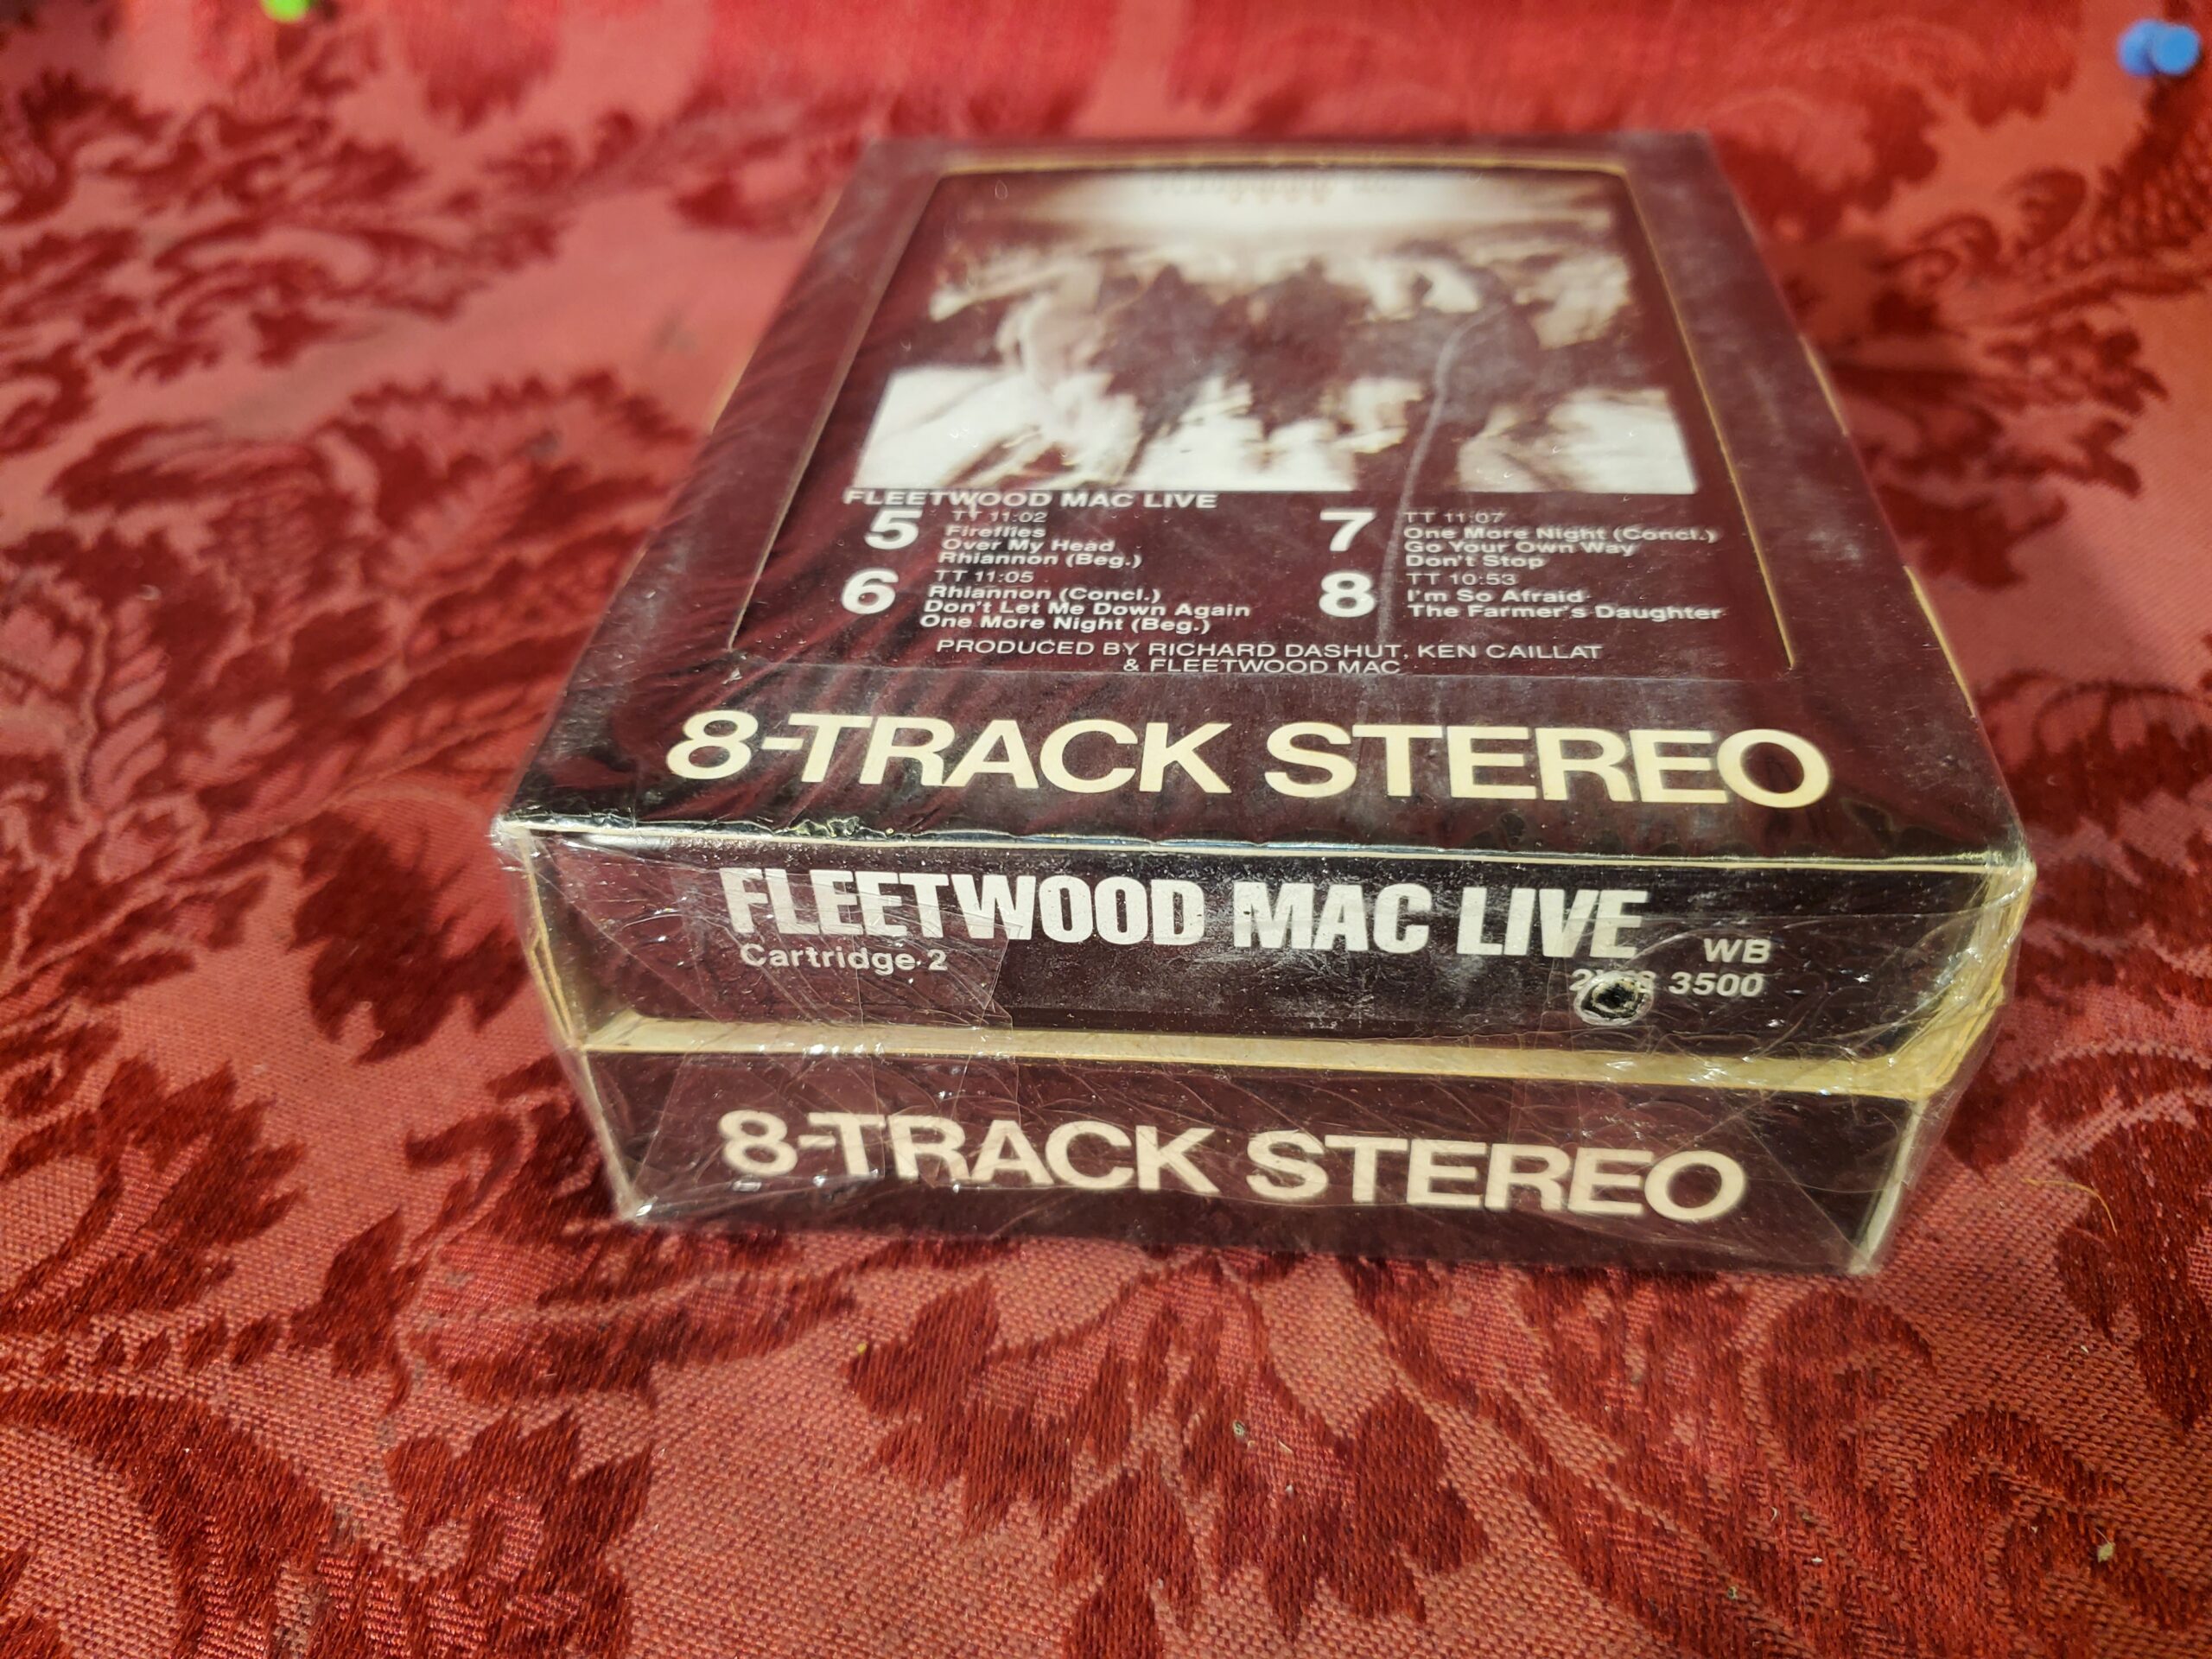 FLEETWOOD MAC LIVE
5 TT 11:02
Fireflies
Over My Head
Rhiannon (Beg.)
6 TT 11:05
Rhiannon (Concl.)
Don't Let Me Down Again
One More Night (Beg.)
7 TT 11:07
One More Night (Concl.)
Go Your Own Way
Don't Stop
8 TT 10:53
I'm So Afraid
The Farmer's Daughter
PRODUCED BY RICHARD DASHUT, KEN CAILLAT
& FLEETWOOD MAC
8-TRACK STEREO
FLEETWOOD MAC LIVE
Cartridge 2
WB
3500
8-TRACK STEREO